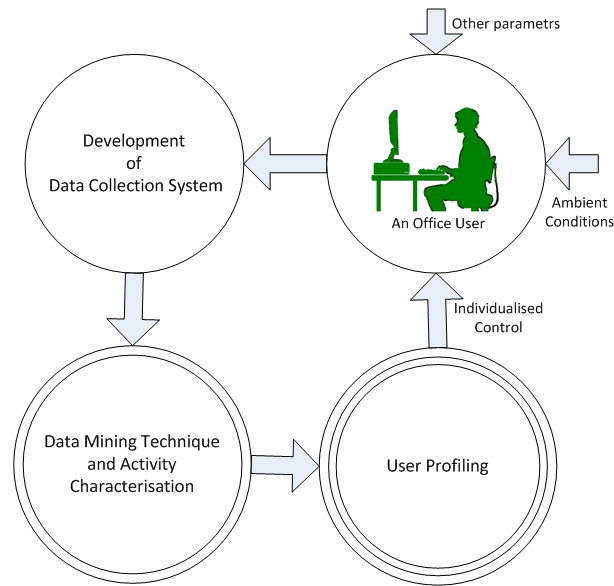 Other parametrs
Development
of
Data Collection System
An Office User
Ambient
Conditions
Individualised
Control
Data Mining Technique
and Activity
Characterisation
User Profiling